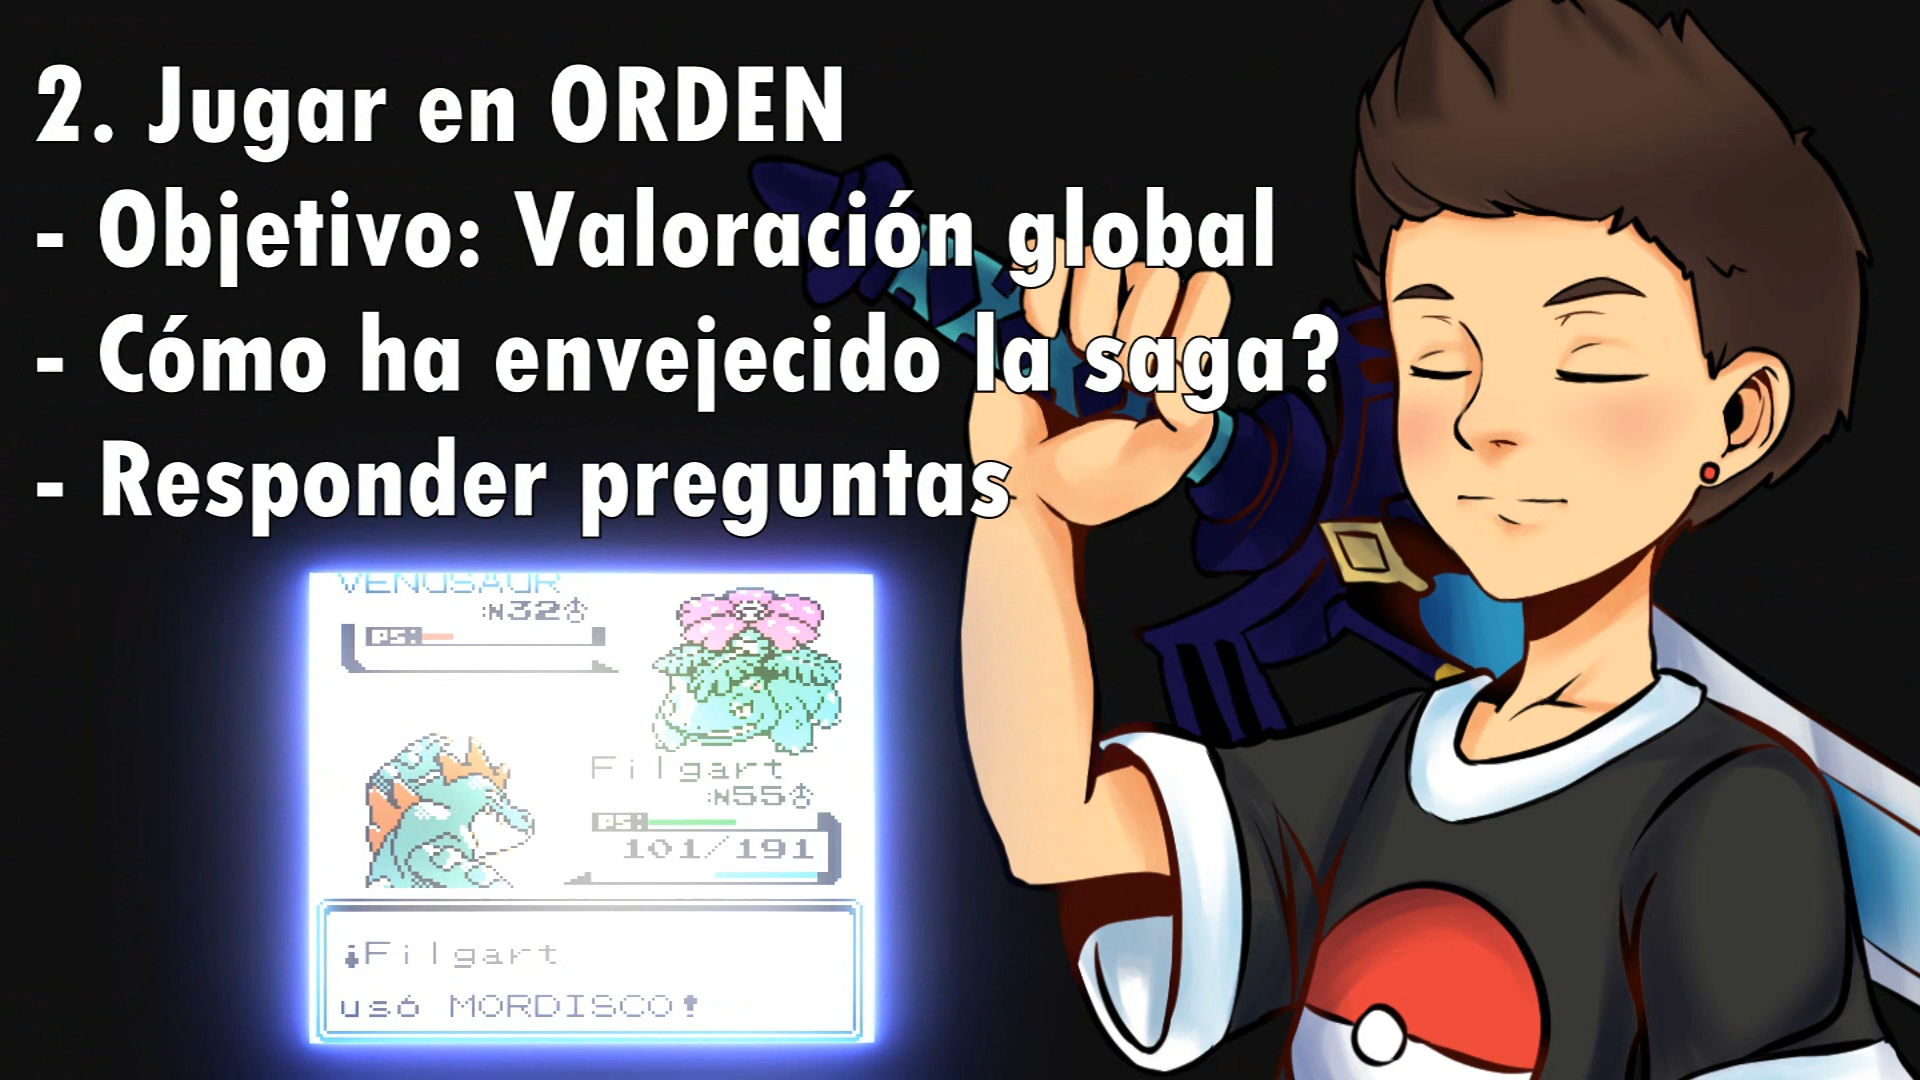 2. Jugar en ORDEN
- Objetivo: Valoración global
- Cómo ha envejecido la saga?
- Responder preguntas
VENUSAUR
:N32♂
PS:
Filgart
:N55♂
PS:
101/191
¡Filgart
usó MORDISCO!